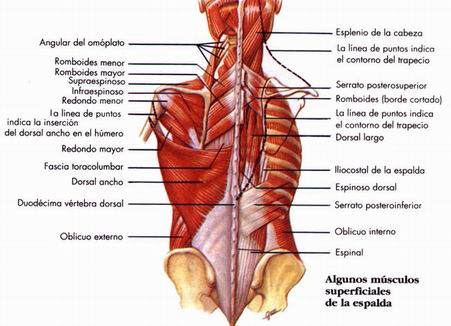 Angular del omóplato
Romboides menor
Romboides mayor
Supraespinoso
Infraespinoso
Redondo menor
La línea de puntos
indica la inserción
del dorsal ancho en el húmero
Redondo mayor
Fascia toracolumbar
Dorsal ancho
Duodécima vértebra dorsal
Oblicuo externo
Esplenio de la cabeza
La línea de puntos indica
el contorno del trapecio
Serrato posterosuperior
Romboides (borde cortado)
La línea de puntos indica
el contorno del trapecio
Dorsal largo
Iliocostal de la espalda
Espinoso dorsal
Serrato posteroinferior
Oblicuo interno
Espinal
Algunos músculos
superficiales
de la espalda